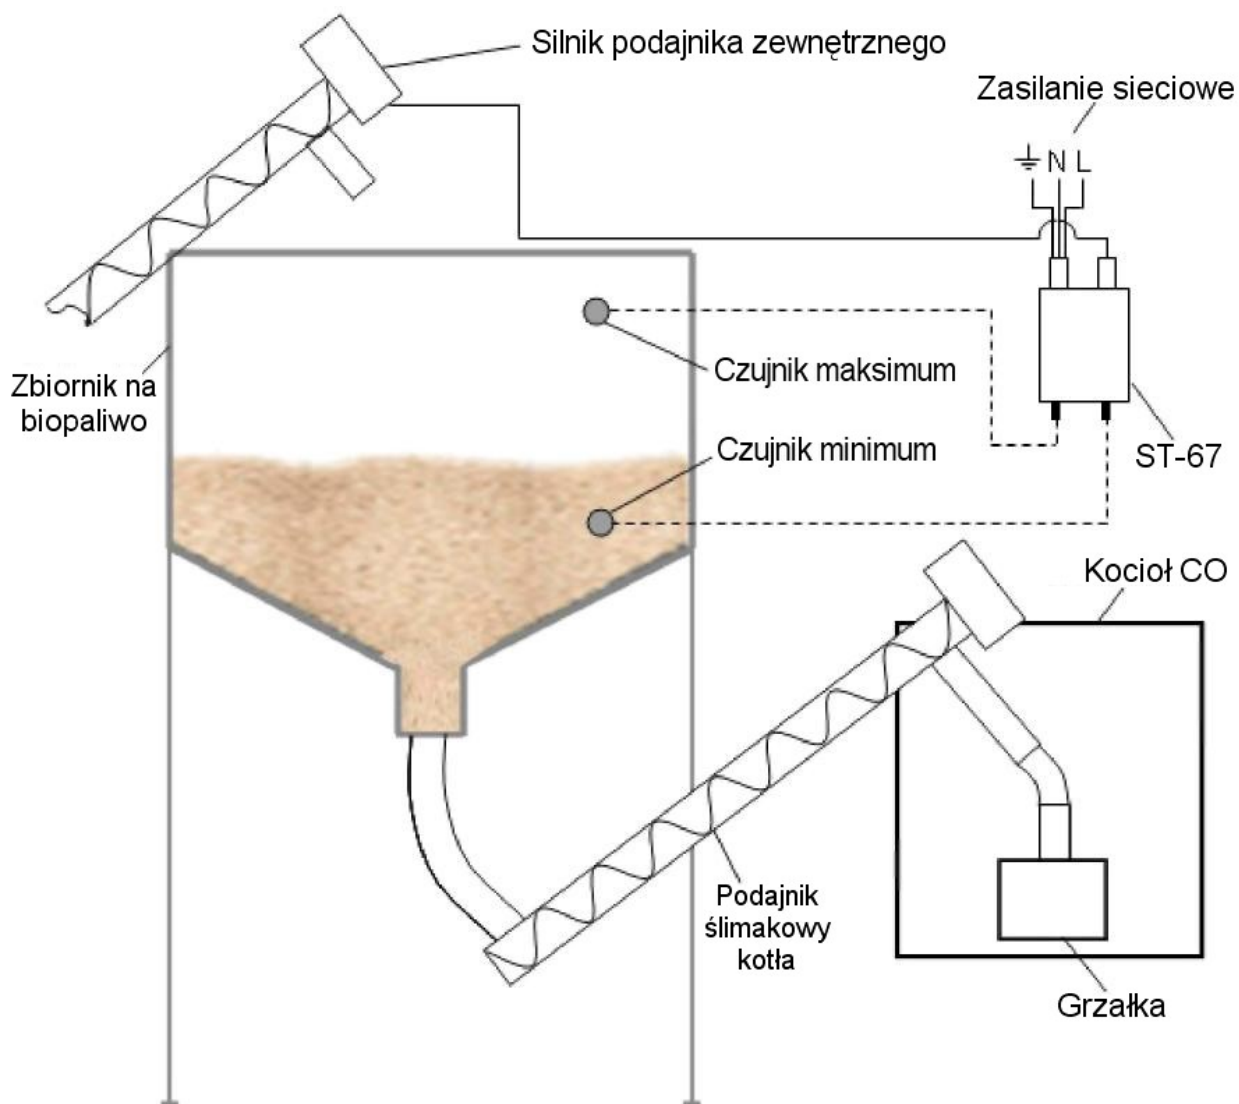 Silnik podajnika zewnętrznego
Zasilanie sieciowe
N L
Zbiornik na
biopaliwo
Czujnik maksimum
Czujnik minimum
ST-67
Kocioł CO
Podajnik
ślimakowy
kotła
Grzałka